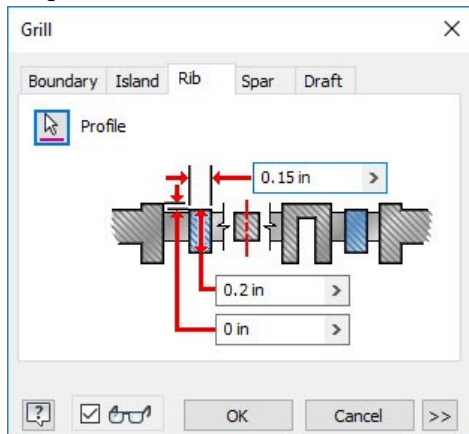 Grill
Boundary Island Rib Spar Draft
Profile
0.15 in >
0.2 in >
0 in >
? OK Cancel >>